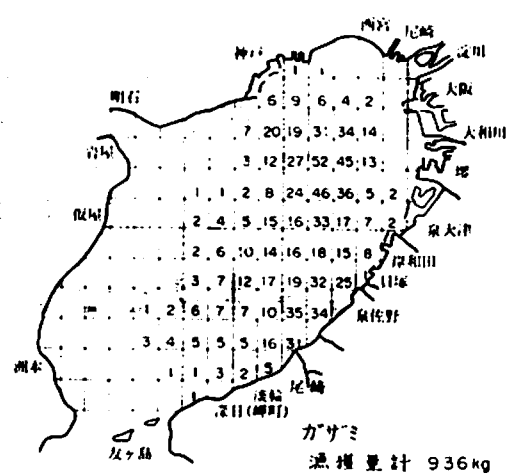 西宮 尼崎
神戸 淀川
1 1
大阪
明石 6 9 6 4 2
7 20 19 31 34 14 大和川
3 12 27 52 45 13 堺
1 1 2 8 24 46 36 5 2
仮屋 2 4 5 15 16 33 17 7 2
泉大津
2 6 10 14 16 18 15 8
岸和田
3 7 12 17 19 32 25 貝塚
1 2 6 7 7 10 35 34 泉佐野
3 4 5 5 5 16 31
洲本
1 1 3 2 5
淡輪 尾崎
深日(岬町)
友ヶ島
ガザミ
漁獲量計 936kg